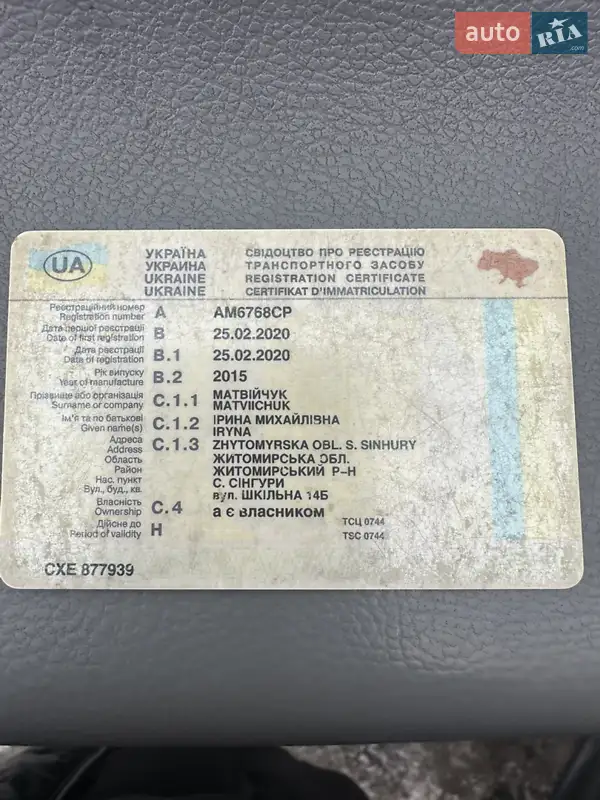 auto RIA.com
UA
УКРАЇНА СВІДОЦТВО ПРО РЕЄСТРАЦІЮ
УКРАИНА ТРАНСПОРТНОГО ЗАСОБУ
UKRAINE REGISTRATION CERTIFICATE
UKRAINE CERTIFIKAT D'IMMATRICULATION
Реєстраційний номер
Registration number A AM6768CP
Дата першої реєстрації
Date of first registration B 25.02.2020
Дата реєстрації
Date of registration B.1 25.02.2020
Рік випуску
Year of manufacture B.2 2015
Прізвище або організація C.1.1 МАТВІЙЧУК
Surname or company MATVIICHUK
Ім'я та по батькові C.1.2 ІРИНА МИХАЙЛІВНА
Given name(s) IRYNA
Адреса C.1.3 ZHYTOMYRSKA OBL. S. SINHURY
Address
Область ЖИТОМИРСЬКА ОБЛ.
Район ЖИТОМИРСЬКИЙ Р-Н
Нас. пункт С. СІНГУРИ
Вул., буд., кв. вул. ШКІЛЬНА 14Б
Власність
Ownership C.4 а є власником
Дійсне до ТСЦ 0744
Period of validity H TSC 0744
CXE 877939